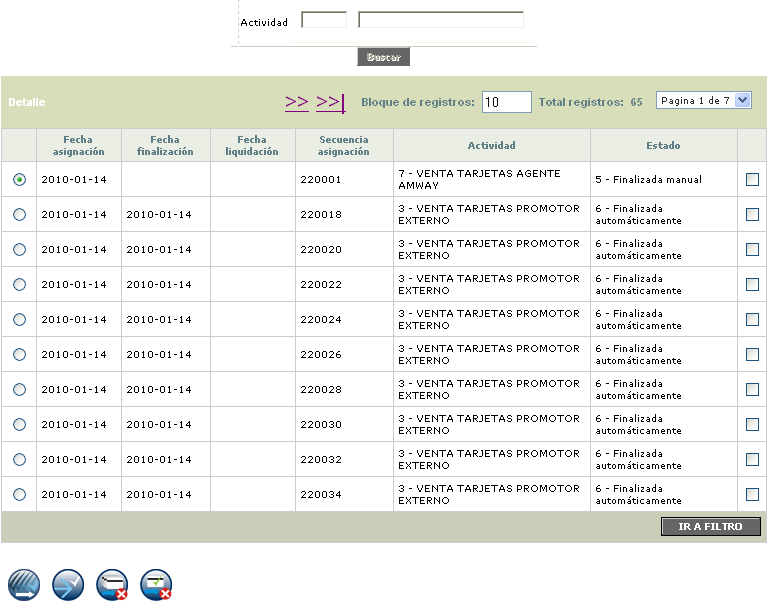 Actividad
Buscar
Detalle >> >>| Bloque de registros: 10 Total registros: 65 Pagina 1 de 7
Fecha asignación Fecha finalización Fecha liquidación Secuencia asignación Actividad Estado
2010-01-14 220001 7 - VENTA TARJETAS AGENTE AMWAY 5 - Finalizada manual
2010-01-14 2010-01-14 220018 3 - VENTA TARJETAS PROMOTOR EXTERNO 6 - Finalizada automáticamente
2010-01-14 2010-01-14 220020 3 - VENTA TARJETAS PROMOTOR EXTERNO 6 - Finalizada automáticamente
2010-01-14 2010-01-14 220022 3 - VENTA TARJETAS PROMOTOR EXTERNO 6 - Finalizada automáticamente
2010-01-14 2010-01-14 220024 3 - VENTA TARJETAS PROMOTOR EXTERNO 6 - Finalizada automáticamente
2010-01-14 2010-01-14 220026 3 - VENTA TARJETAS PROMOTOR EXTERNO 6 - Finalizada automáticamente
2010-01-14 2010-01-14 220028 3 - VENTA TARJETAS PROMOTOR EXTERNO 6 - Finalizada automáticamente
2010-01-14 2010-01-14 220030 3 - VENTA TARJETAS PROMOTOR EXTERNO 6 - Finalizada automáticamente
2010-01-14 2010-01-14 220032 3 - VENTA TARJETAS PROMOTOR EXTERNO 6 - Finalizada automáticamente
2010-01-14 2010-01-14 220034 3 - VENTA TARJETAS PROMOTOR EXTERNO 6 - Finalizada automáticamente
IR A FILTRO